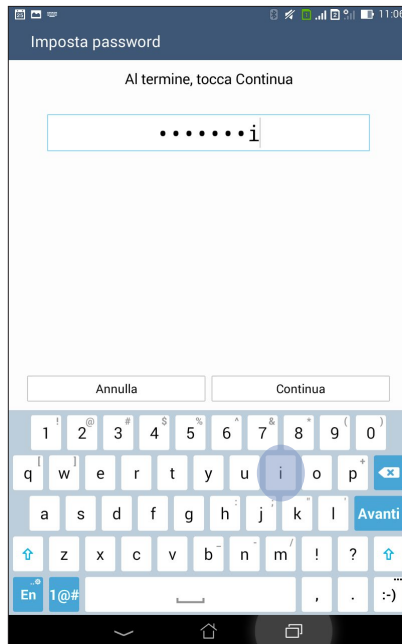 11:06
Imposta password
Al termine, tocca Continua
•••••••i
Annulla
Continua
! @ # $ % ^ & * ( )
1 2 3 4 5 6 7 8 9 0
[ ] +
q w e r t y u i o p
: ; " '
a s d f g h j k l Avanti
_ - /
z x c v b n m ! ?
En 1@# , . :-)